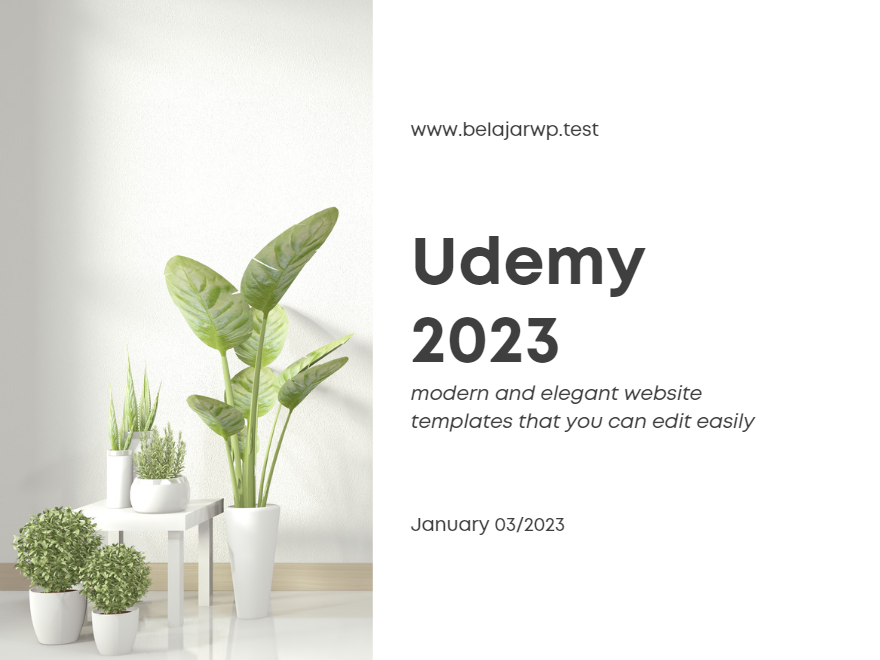 www.belajarwp.test
Udemy
2023
modern and elegant website
templates that you can edit easily
January 03/2023